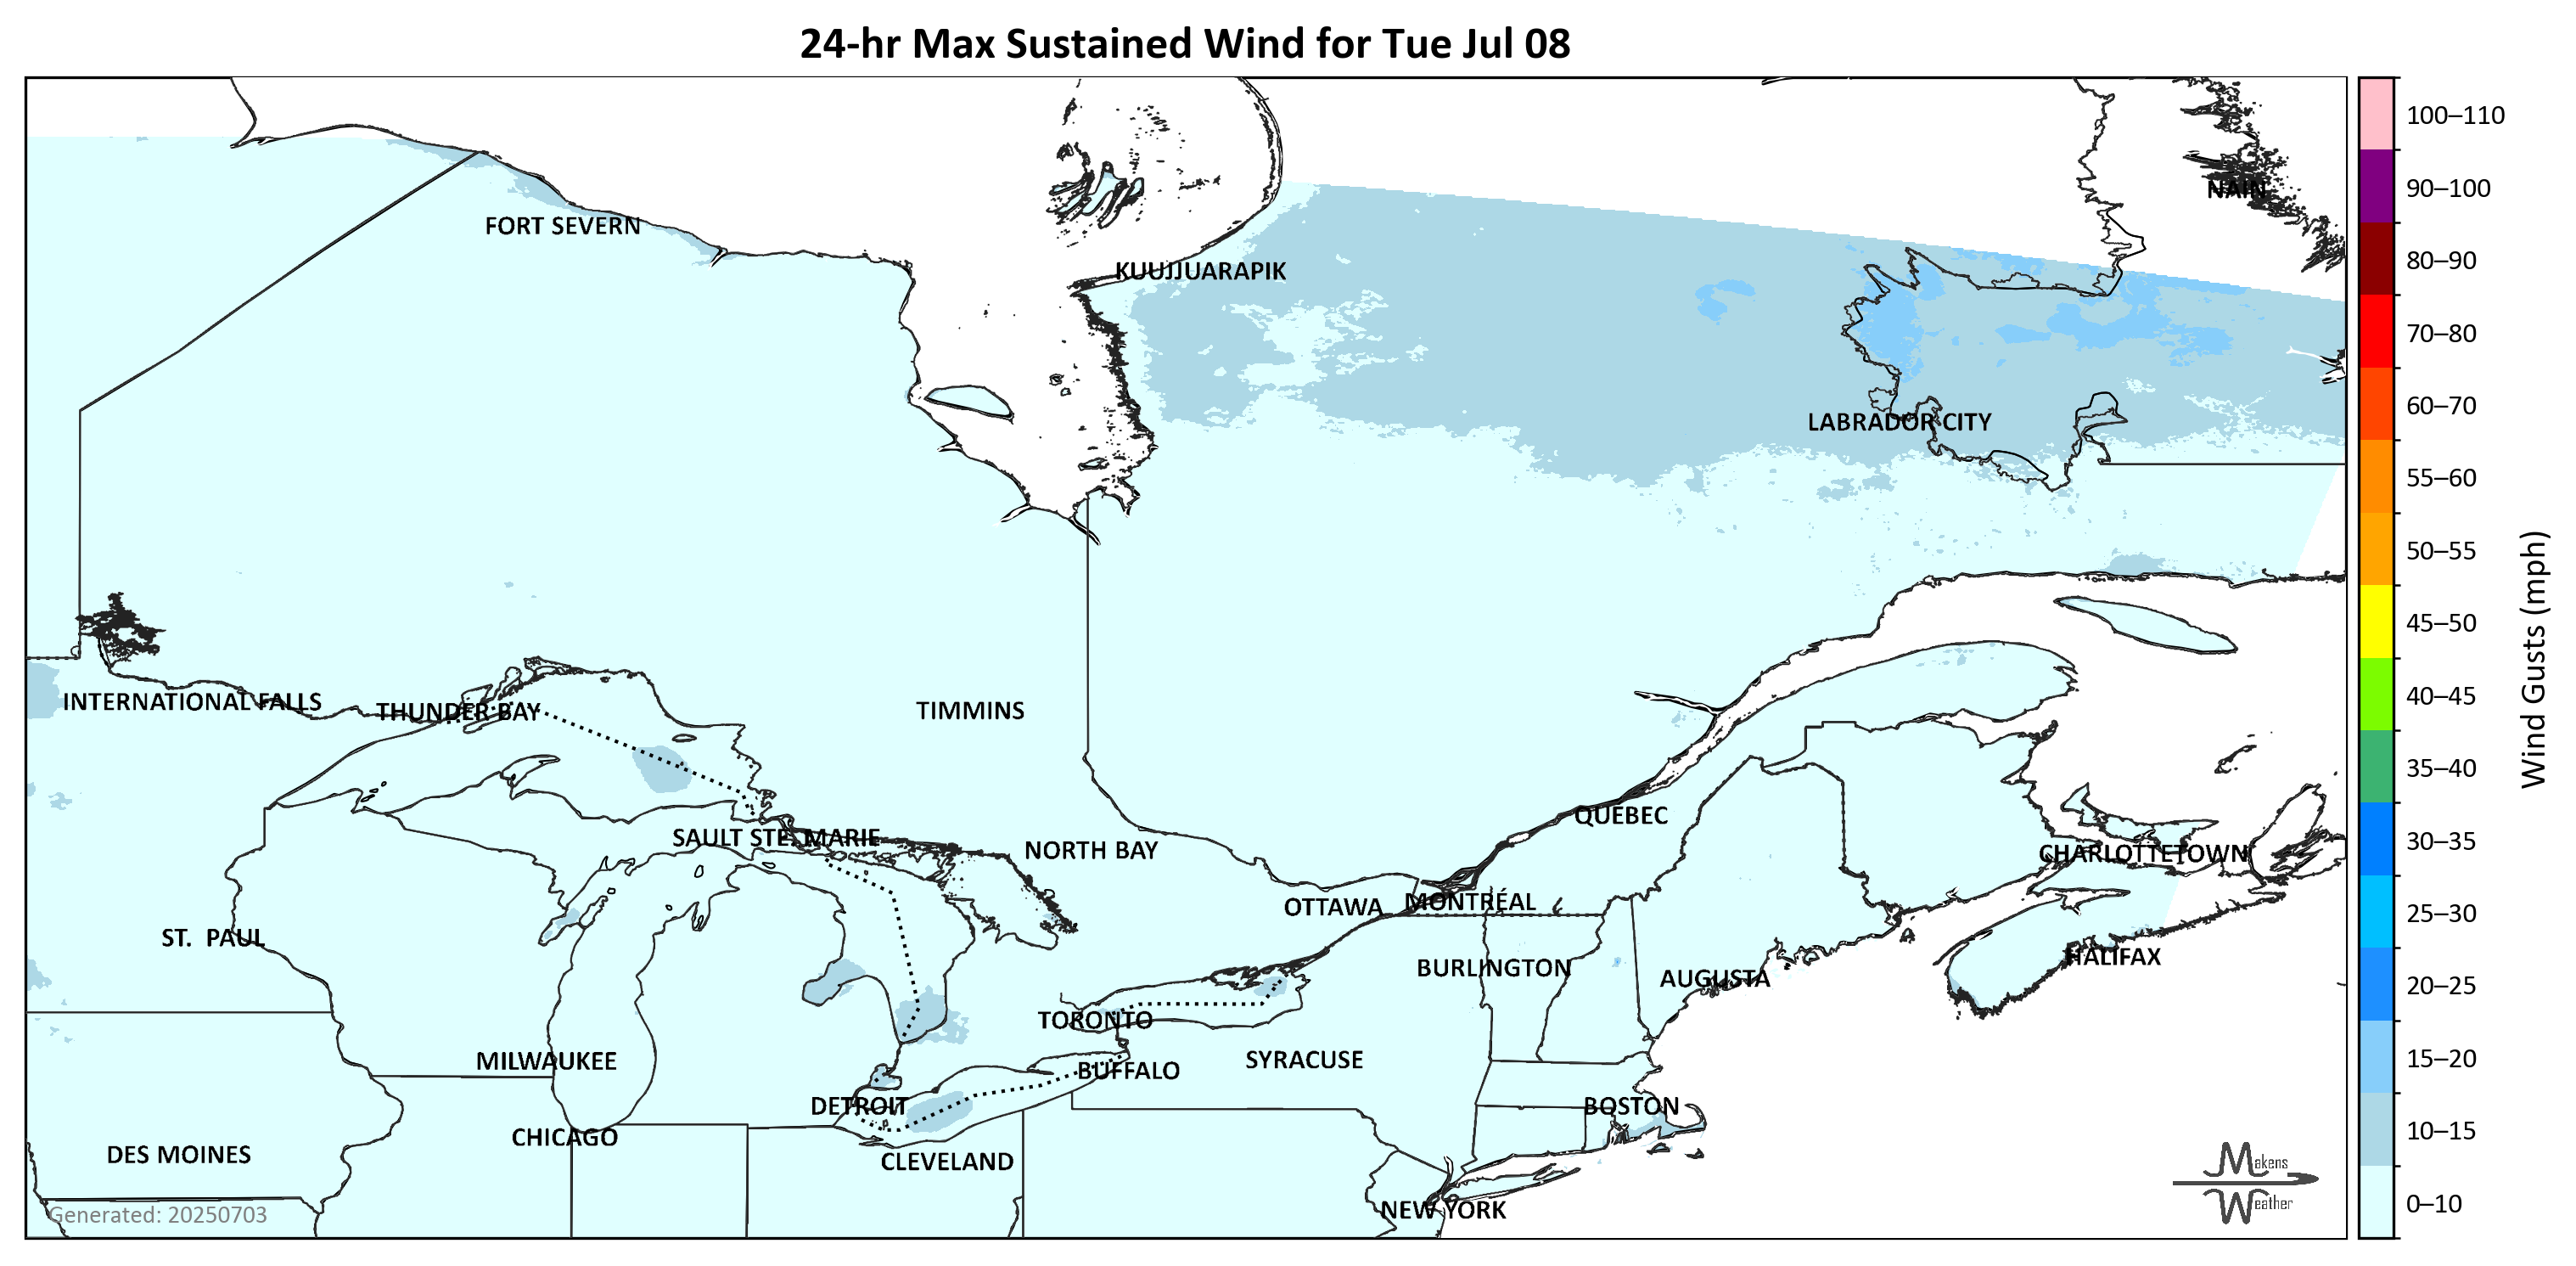 24-hr Max Sustained Wind for Tue Jul 08
100–110
90–100
NAIN
FORT SEVERN
80–90
KUUJJUARAPIK
70–80
60–70
LABRADOR CITY
55–60
50–55
45–50
Wind Gusts (mph)
40–45
INTERNATIONAL FALLS
THUNDER BAY
TIMMINS
35–40
QUÉBEC
SAULT STE. MARIE
30–35
NORTH BAY
CHARLOTTETOWN
OTTAWA
MONTRÉAL
25–30
ST. PAUL
HALIFAX
BURLINGTON
AUGUSTA
20–25
TORONTO
MILWAUKEE
SYRACUSE
15–20
BUFFALO
DETROIT
BOSTON
10–15
CHICAGO
DES MOINES
CLEVELAND
Makens
Weather
0–10
NEW YORK
Generated: 20250703